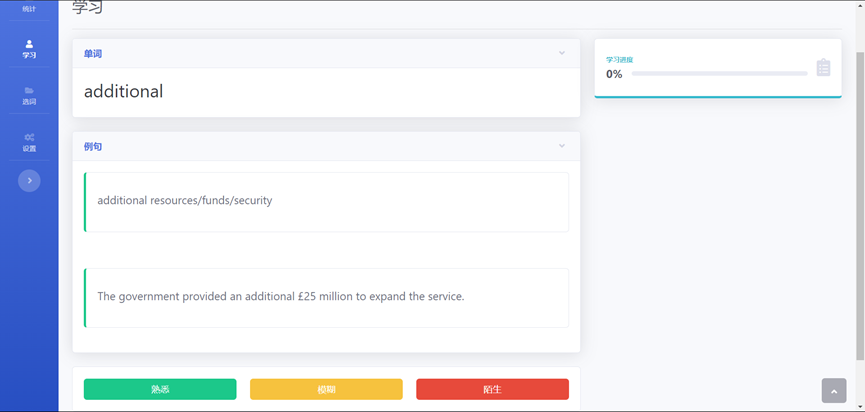 统计
学习
选词
设置
学习
单词
additional
例句
additional resources/funds/security
The government provided an additional £25 million to expand the service.
熟悉
模糊
陌生
学习进度
0%